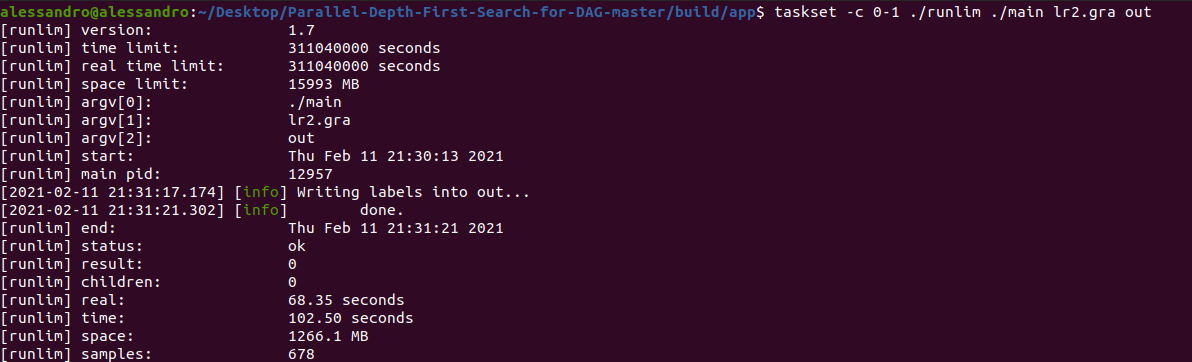 alessandro@alessandro:~/Desktop/Parallel-Depth-First-Search-for-DAG-master/build/app$ taskset -c 0-1 ./runlim ./main lr2.gra out
[runlim] version: 1.7
[runlim] time limit: 311040000 seconds
[runlim] real time limit: 311040000 seconds
[runlim] space limit: 15993 MB
[runlim] argv[0]: ./main
[runlim] argv[1]: lr2.gra
[runlim] argv[2]: out
[runlim] start: Thu Feb 11 21:30:13 2021
[runlim] main pid: 12957
[2021-02-11 21:31:17.174] [info] Writing labels into out...
[2021-02-11 21:31:21.302] [info] done.
[runlim] end: Thu Feb 11 21:31:21 2021
[runlim] status: ok
[runlim] result: 0
[runlim] children: 0
[runlim] real: 68.35 seconds
[runlim] time: 102.50 seconds
[runlim] space: 1266.1 MB
[runlim] samples: 678